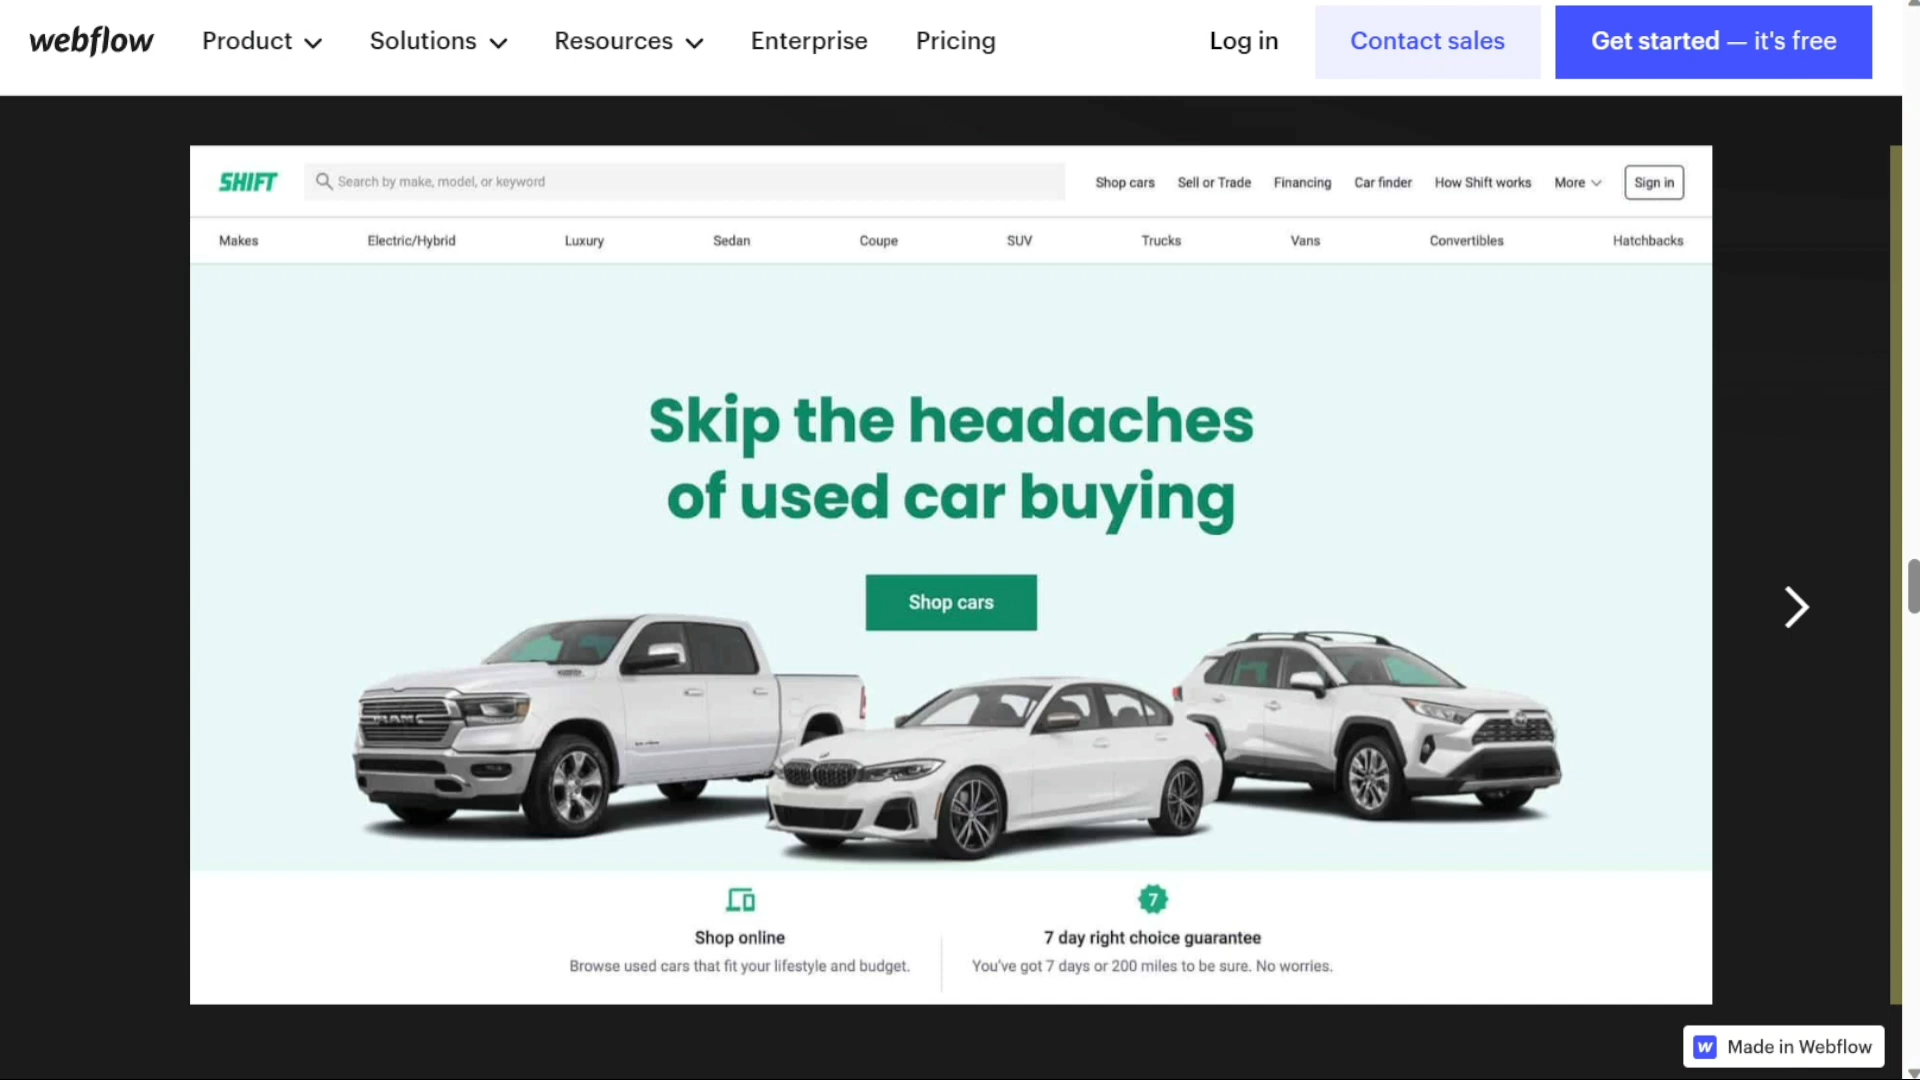 webflow Product Solutions Resources Enterprise Pricing Log in Contact sales Get started — it's free
SHIFT Search by make, model, or keyword Shop cars Sell or Trade Financing Car finder How Shift works More Sign in
Makes Electric/Hybrid Luxury Sedan Coupe SUV Trucks Vans Convertibles Hatchbacks
Skip the headaches
of used car buying
Shop cars
RAM
7
Shop online 7 day right choice guarantee
Browse used cars that fit your lifestyle and budget. You've got 7 days or 200 miles to be sure. No worries.
W Made in Webflow